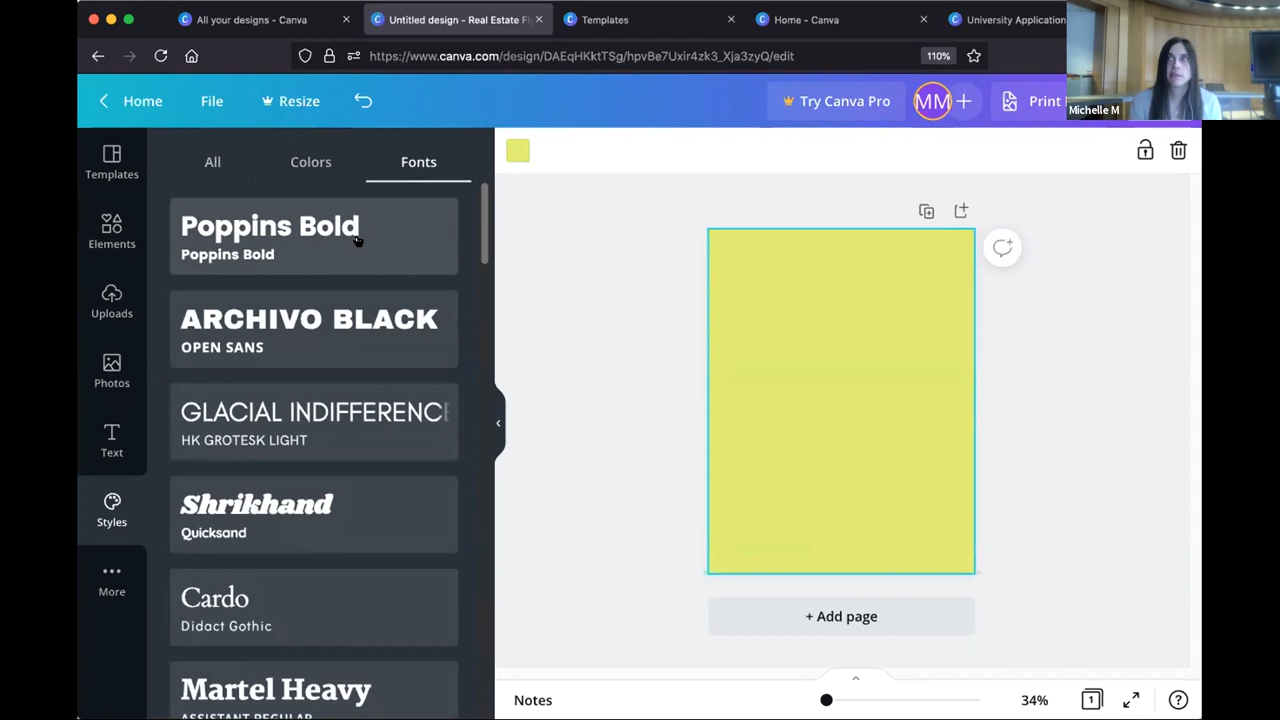 All your designs - Canva
Untitled design - Real Estate Fl
Templates
Home - Canva
University Application
https://www.canva.com/design/DAEqHKktTSg/hpvBe7Uxir4zk3_Xja3zyQ/edit
110%
Michelle M
Home
File
Resize
Try Canva Pro
MM
Print
Templates
Elements
Uploads
Photos
Text
Styles
More
All
Colors
Fonts
Poppins Bold
Poppins Bold
ARCHIVO BLACK
OPEN SANS
GLACIAL INDIFFERENCE
HK GROTESK LIGHT
Shrikhand
Quicksand
Cardo
Didact Gothic
Martel Heavy
ASSISTANT REGULAR
+ Add page
Notes
34%
1